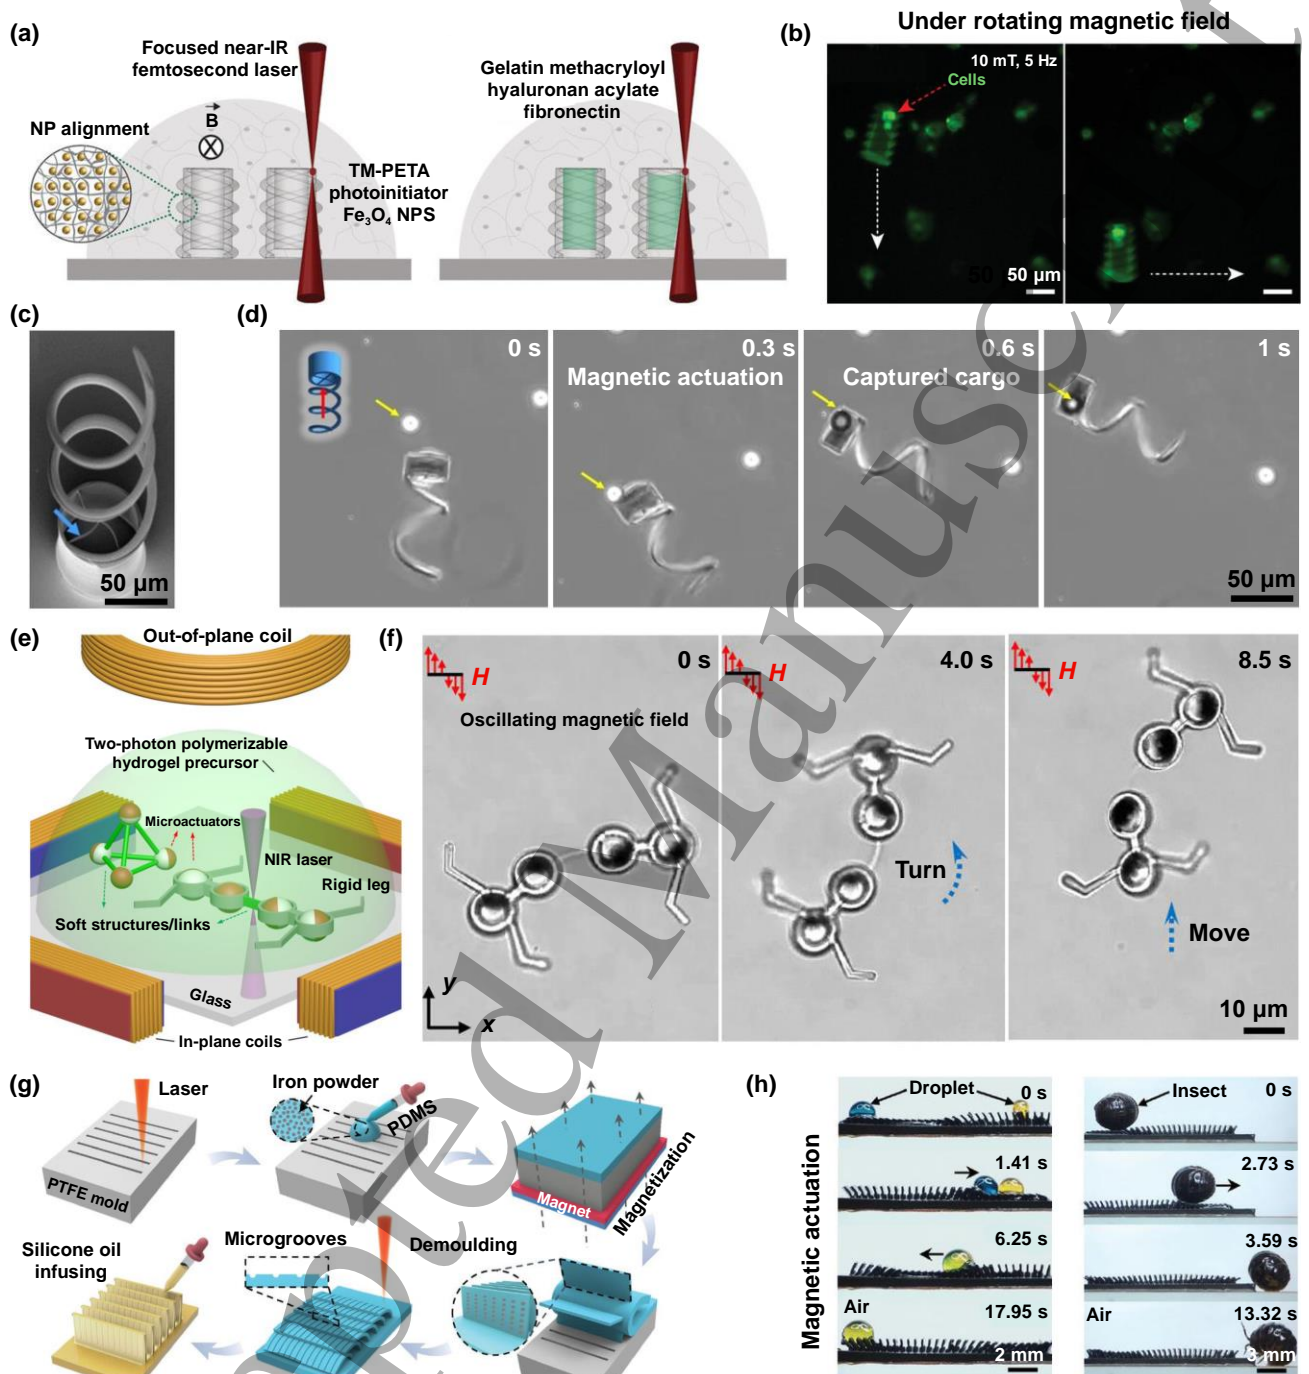 (a)
Focused near-IR
femtosecond laser
NP alignment
B
TM-PETA
photoinitiator
Fe₃O₄ NPS
Gelatin methacryloyl
hyaluronan acylate
fibronectin
(b)
Under rotating magnetic field
10 mT, 5 Hz
Cells
50 µm
(c)
50 µm
(d)
0 s
0.3 s
Magnetic actuation
0.6 s
Captured cargo
1 s
50 µm
(e)
Out-of-plane coil
Two-photon polymerizable
hydrogel precursor
Microactuators
NIR laser
Rigid leg
Soft structures/links
Glass
In-plane coils
(f)
H
0 s
Oscillating magnetic field
y
x
H
4.0 s
Turn
H
8.5 s
Move
10 µm
(g)
Laser
PTFE mold
Iron powder
PDMS
Magnet
Magnetization
Silicone oil
infusing
Microgrooves
Demoulding
(h)
Magnetic actuation
Droplet
0 s
1.41 s
6.25 s
Air
17.95 s
2 mm
Insect
0 s
2.73 s
3.59 s
Air
13.32 s
3 mm
Accepted Manuscript